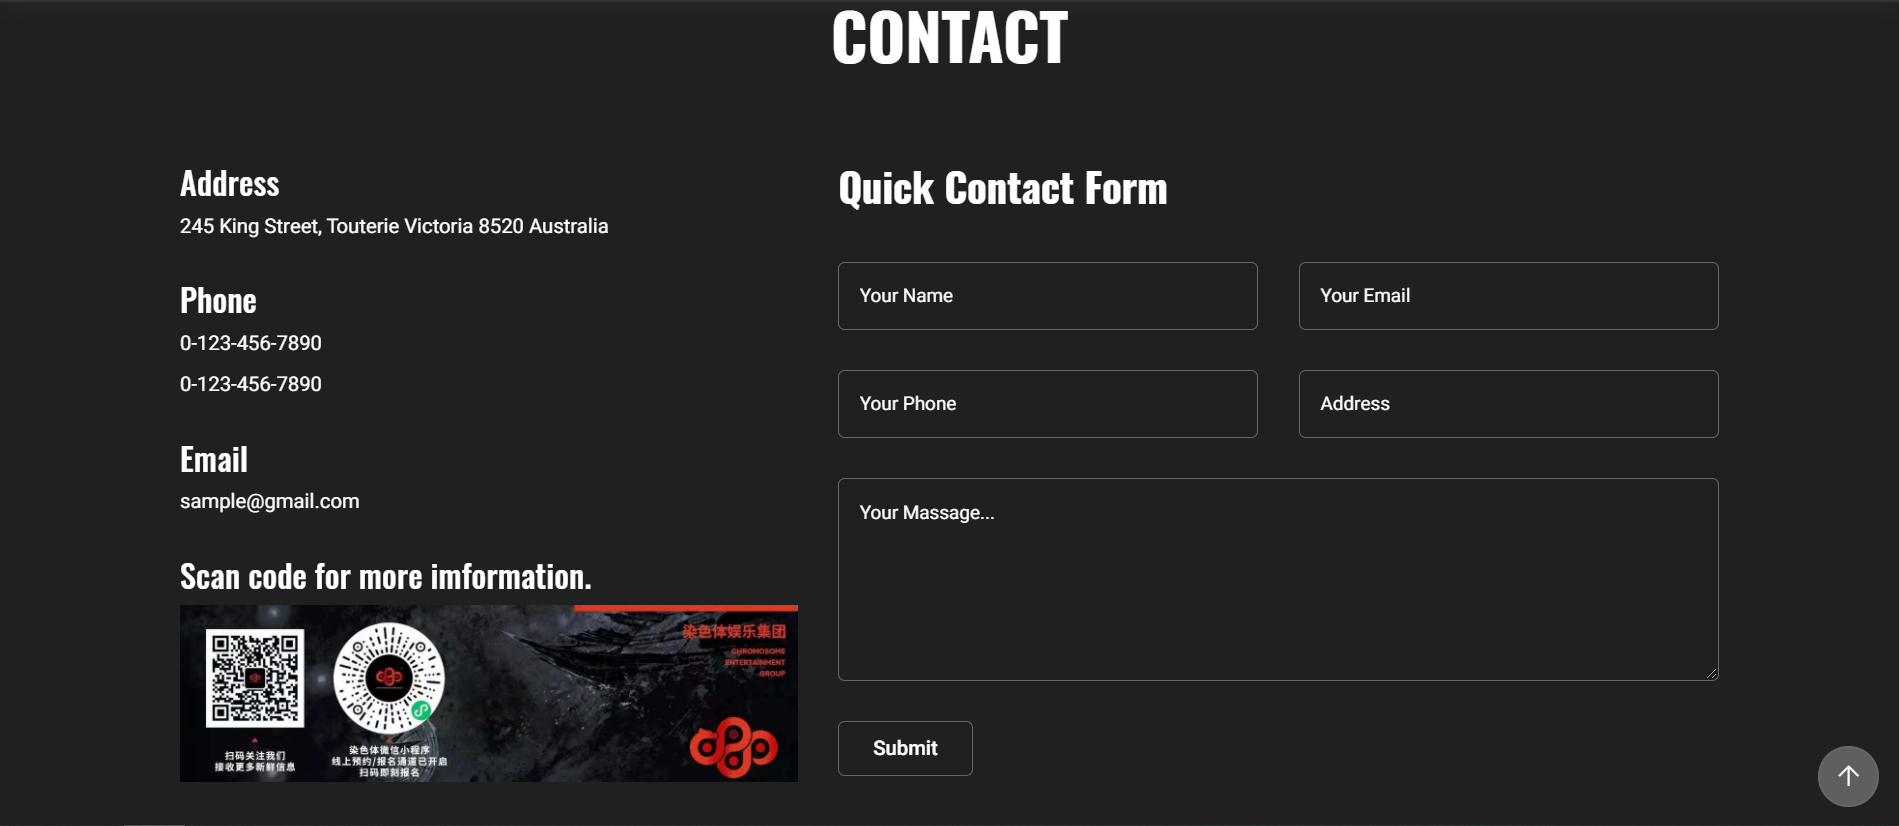 CONTACT
Address
245 King Street, Touterie Victoria 8520 Australia
Phone
0-123-456-7890
0-123-456-7890
Email
sample@gmail.com
Scan code for more imformation.
扫码关注我们
接收更多新鲜信息
染色体微信小程序
线上预约/报名通道已开启
扫码即刻报名
染色体娱乐集团
CHROMOSOME
ENTERTAINMENT
GROUP
Quick Contact Form
Your Name
Your Email
Your Phone
Address
Your Massage...
Submit